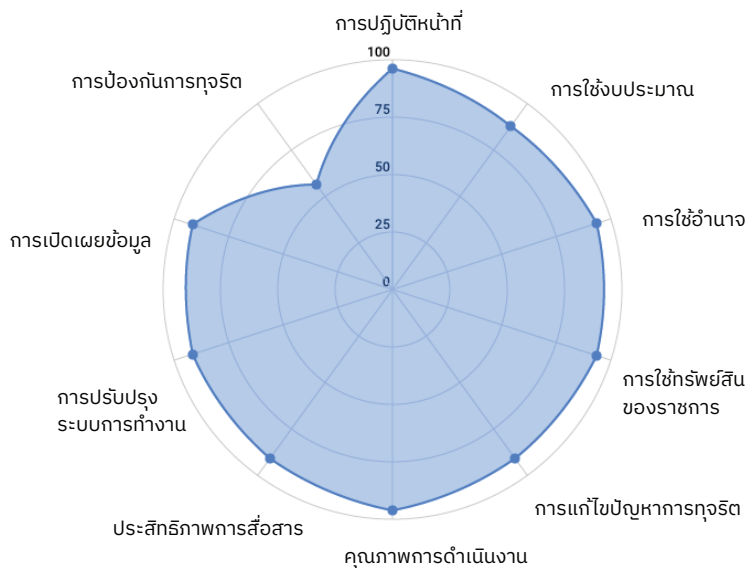 การปฏิบัติหน้าที่
100
การป้องกันการทุจริต
การใช้งบประมาณ
75
50
การใช้อำนาจ
25
การเปิดเผยข้อมูล
0
การใช้ทรัพย์สิน
ของราชการ
การปรับปรุง
ระบบการทำงาน
การแก้ไขปัญหาการทุจริต
ประสิทธิภาพการสื่อสาร
คุณภาพการดำเนินงาน